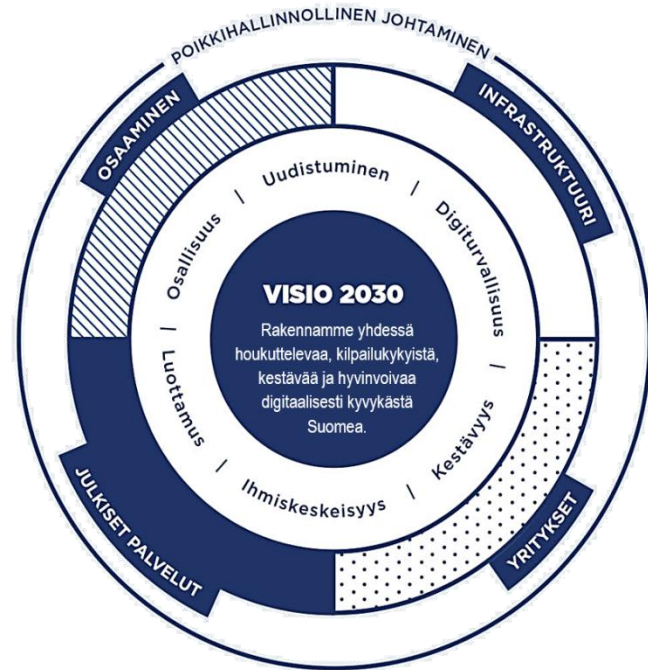 POIKKIHALLINNOLLINEN JOHTAMINEN
OSAAMINEN
INFRASTRUKTUURI
Uudistuminen
|
Digiturvallisuus
|
Kestävyys
|
Ihmiskeskeisyys
|
Luottamus
|
Osallisuus
|
VISIO 2030
Rakennamme yhdessä
houkuttelevaa, kilpailukykyistä,
kestävää ja hyvinvoivaa
digitaalisesti kyvykästä
Suomea.
JULKISET PALVELUT
YRITYKSET